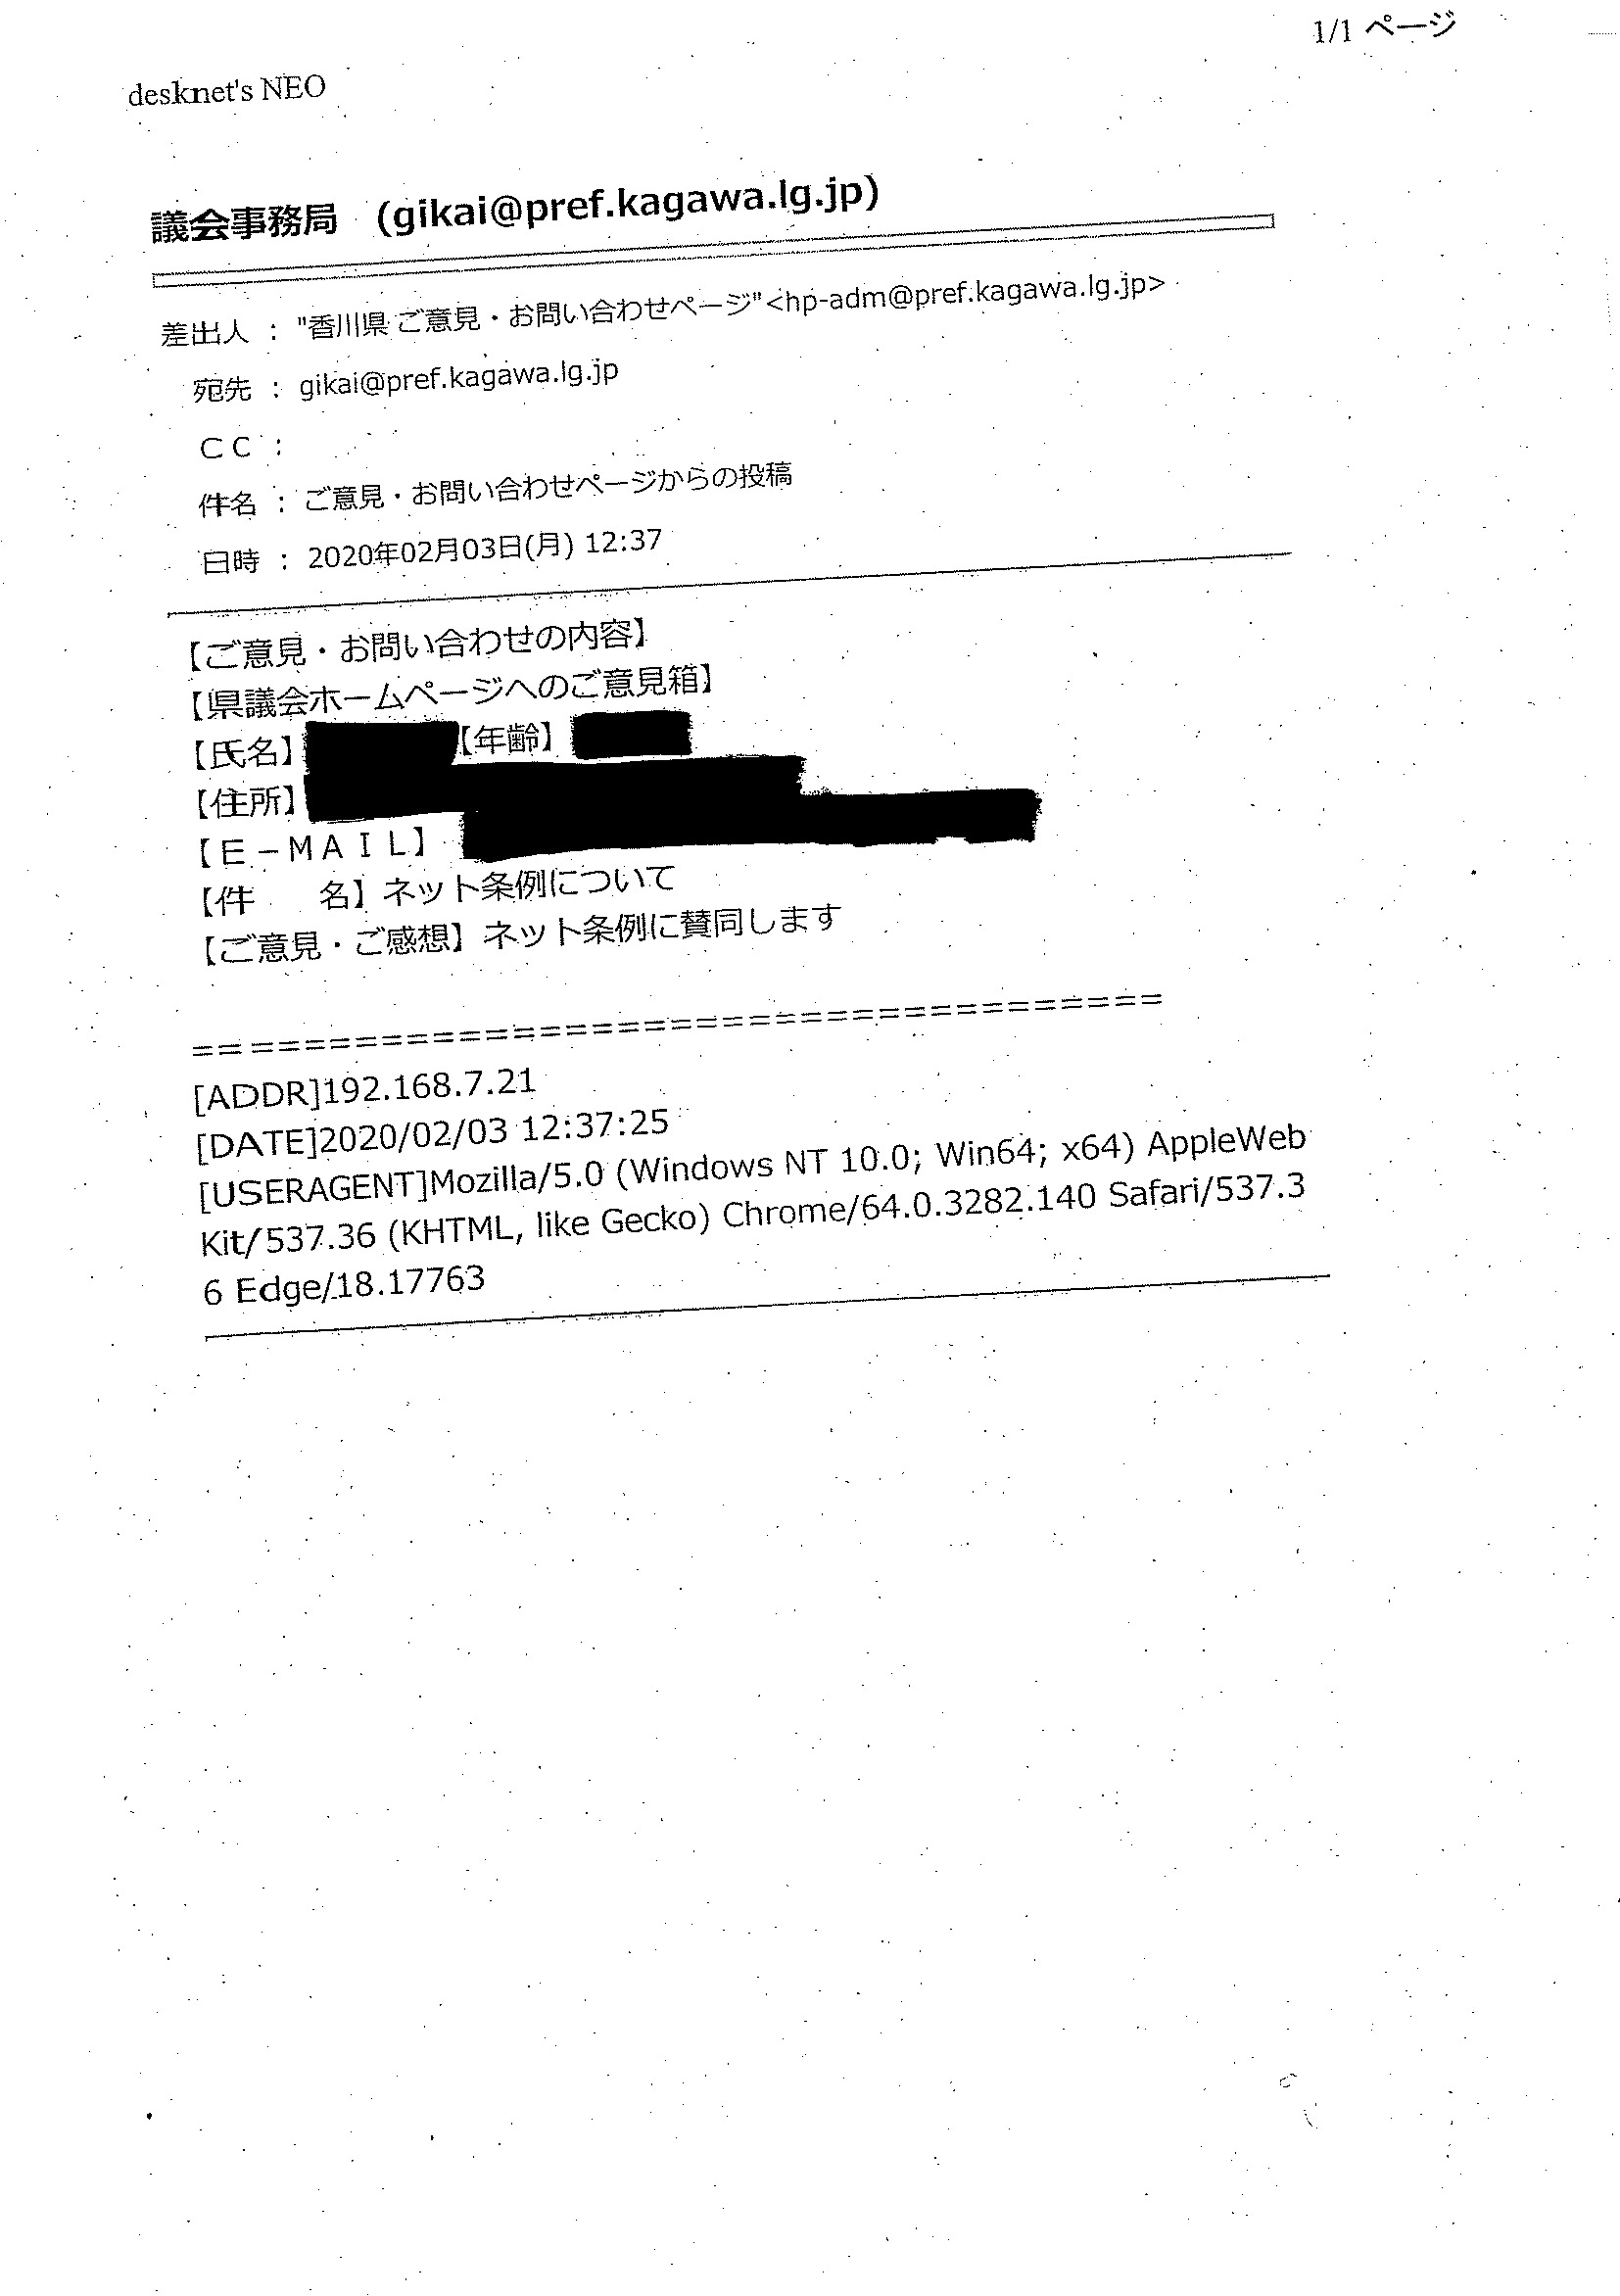 1/1 ページ
desknet's NEO
議会事務局 (gikai@pref.kagawa.lg.jp)
差出人 : "香川県 ご意見・お問い合わせページ"<hp-adm@pref.kagawa.lg.jp>
宛先 : gikai@pref.kagawa.lg.jp
CC :
件名 : ご意見・お問い合わせページからの投稿
日時 : 2020年02月03日(月) 12:37
【ご意見・お問い合わせの内容】
【県議会ホームページへのご意見箱】
【氏名】 【年齢】
【住所】
【E－MAIL】
【件　　名】ネット条例について
【ご意見・ご感想】ネット条例に賛同します
=====================================
[ADDR]192.168.7.21
[DATE]2020/02/03 12:37:25
[USERAGENT]Mozilla/5.0 (Windows NT 10.0; Win64; x64) AppleWeb
Kit/537.36 (KHTML, like Gecko) Chrome/64.0.3282.140 Safari/537.3
6 Edge/18.17763